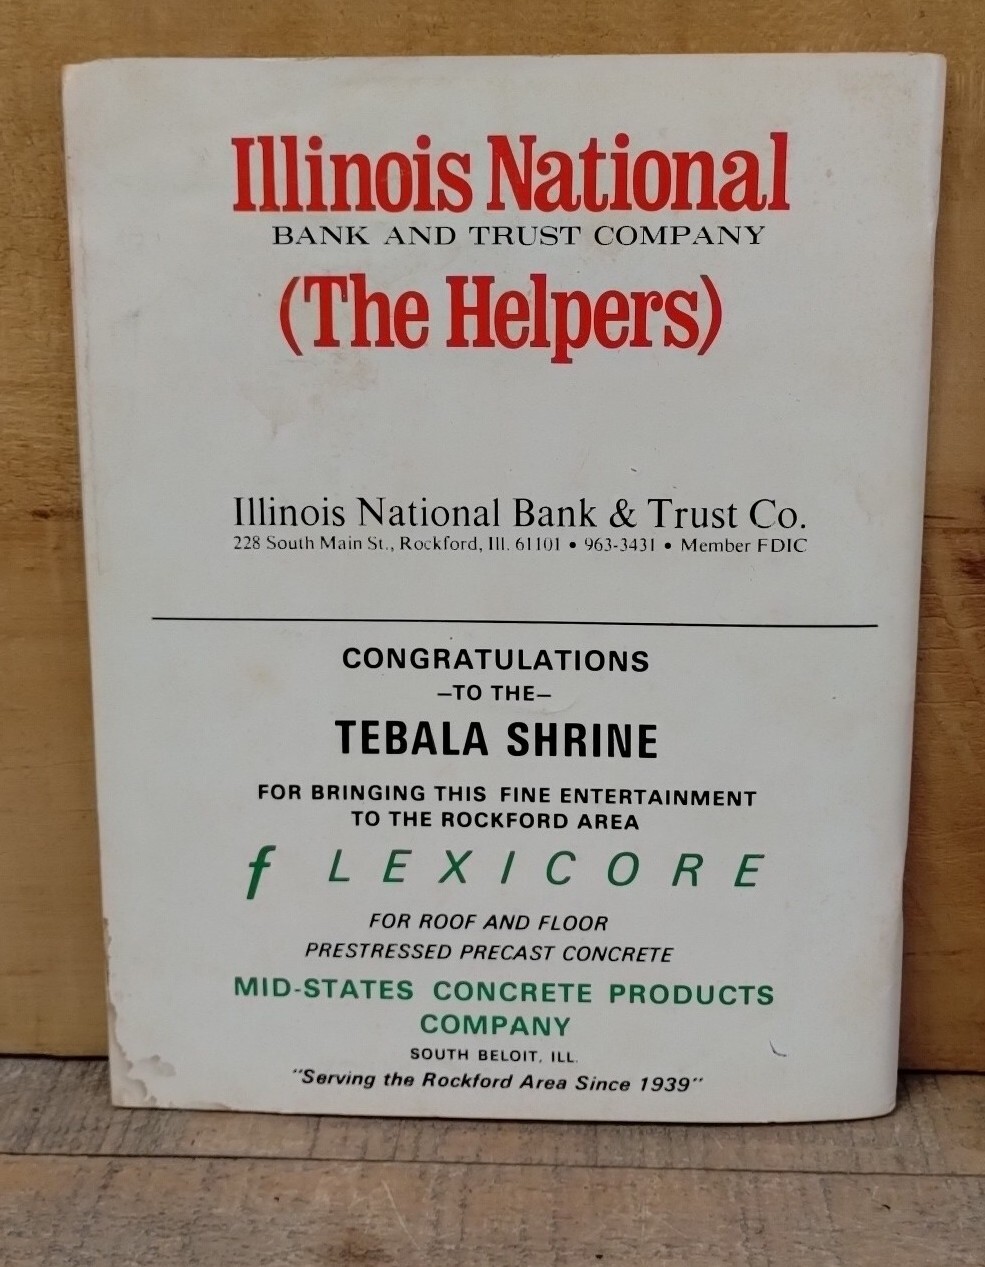 Illinois National
BANK AND TRUST COMPANY
(The Helpers)
Illinois National Bank & Trust Co.
228 South Main St., Rockford, Ill. 61101 • 963-3431 • Member FDIC
CONGRATULATIONS
—TO THE—
TEBALA SHRINE
FOR BRINGING THIS FINE ENTERTAINMENT
TO THE ROCKFORD AREA
f LEXICORE
FOR ROOF AND FLOOR
PRESTRESSED PRECAST CONCRETE
MID-STATES CONCRETE PRODUCTS
COMPANY
SOUTH BELOIT, ILL.
"Serving the Rockford Area Since 1939"